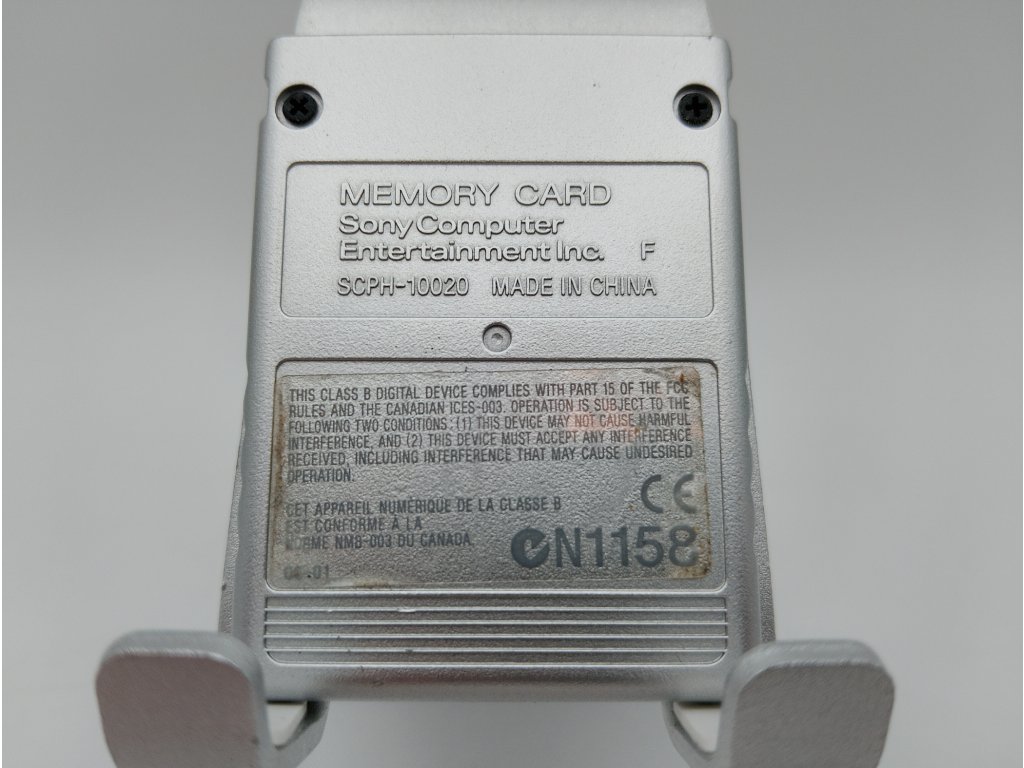 MEMORY CARD
Sony Computer
Entertainment Inc. F
SCPH-10020 MADE IN CHINA
THIS CLASS B DIGITAL DEVICE COMPLIES WITH PART 15 OF THE FCC
RULES AND THE CANADIAN ICES-003. OPERATION IS SUBJECT TO THE
FOLLOWING TWO CONDITIONS: (1) THIS DEVICE MAY NOT CAUSE HARMFUL
INTERFERENCE, AND (2) THIS DEVICE MUST ACCEPT ANY INTERFERENCE
RECEIVED, INCLUDING INTERFERENCE THAT MAY CAUSE UNDESIRED
OPERATION.
CET APPAREIL NUMÉRIQUE DE LA CLASSE B
EST CONFORME À LA
NORME NMB-003 DU CANADA.
CE
N1158